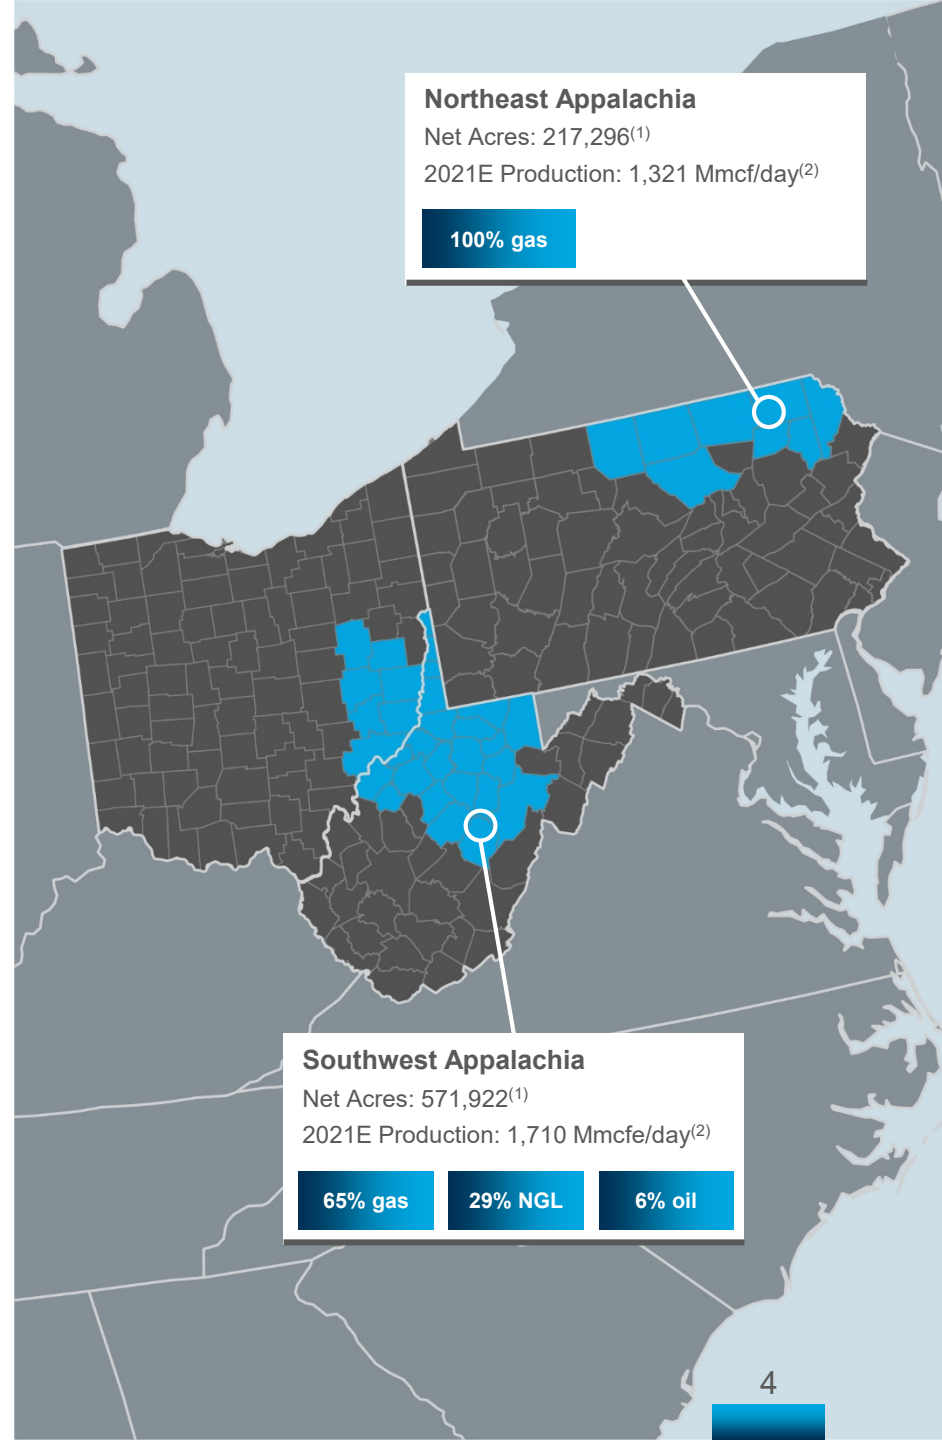 Northeast Appalachia
Net Acres: 217,296(1)
2021E Production: 1,321 Mmcf/day(2)
100% gas
Southwest Appalachia
Net Acres: 571,922(1)
2021E Production: 1,710 Mmcfe/day(2)
65% gas
29% NGL
6% oil
4